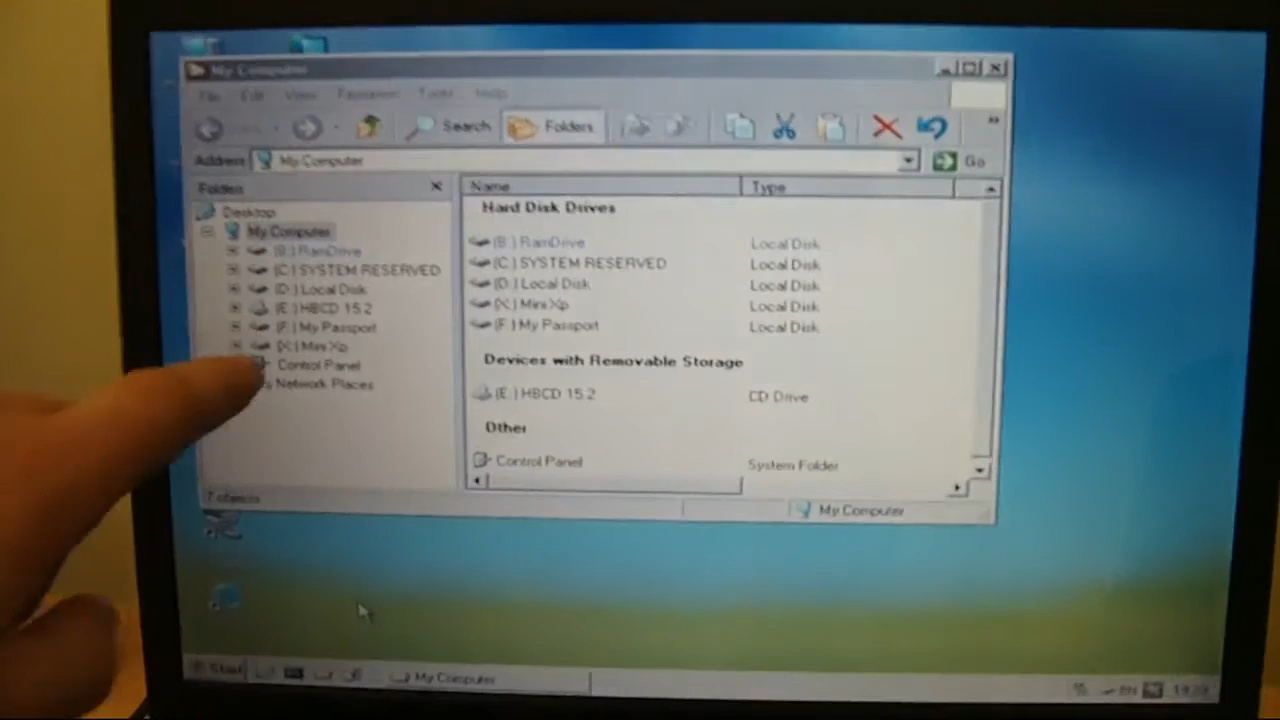 My Computer
File Edit View Favorites Tools Help
Search Folders
Address My Computer Go
Folders
Desktop
My Computer
(B:) RamDrive
(C:) SYSTEM RESERVED
(D:) Local Disk
(E:) HBCD 15.2
(F:) My Passport
(X:) Mini Xp
Control Panel
Network Places
Name Type
Hard Disk Drives
(B:) RamDrive Local Disk
(C:) SYSTEM RESERVED Local Disk
(D:) Local Disk Local Disk
(X:) Mini Xp Local Disk
(F:) My Passport Local Disk
Devices with Removable Storage
(E:) HBCD 15.2 CD Drive
Other
Control Panel System Folder
7 objects My Computer
Start My Computer EN